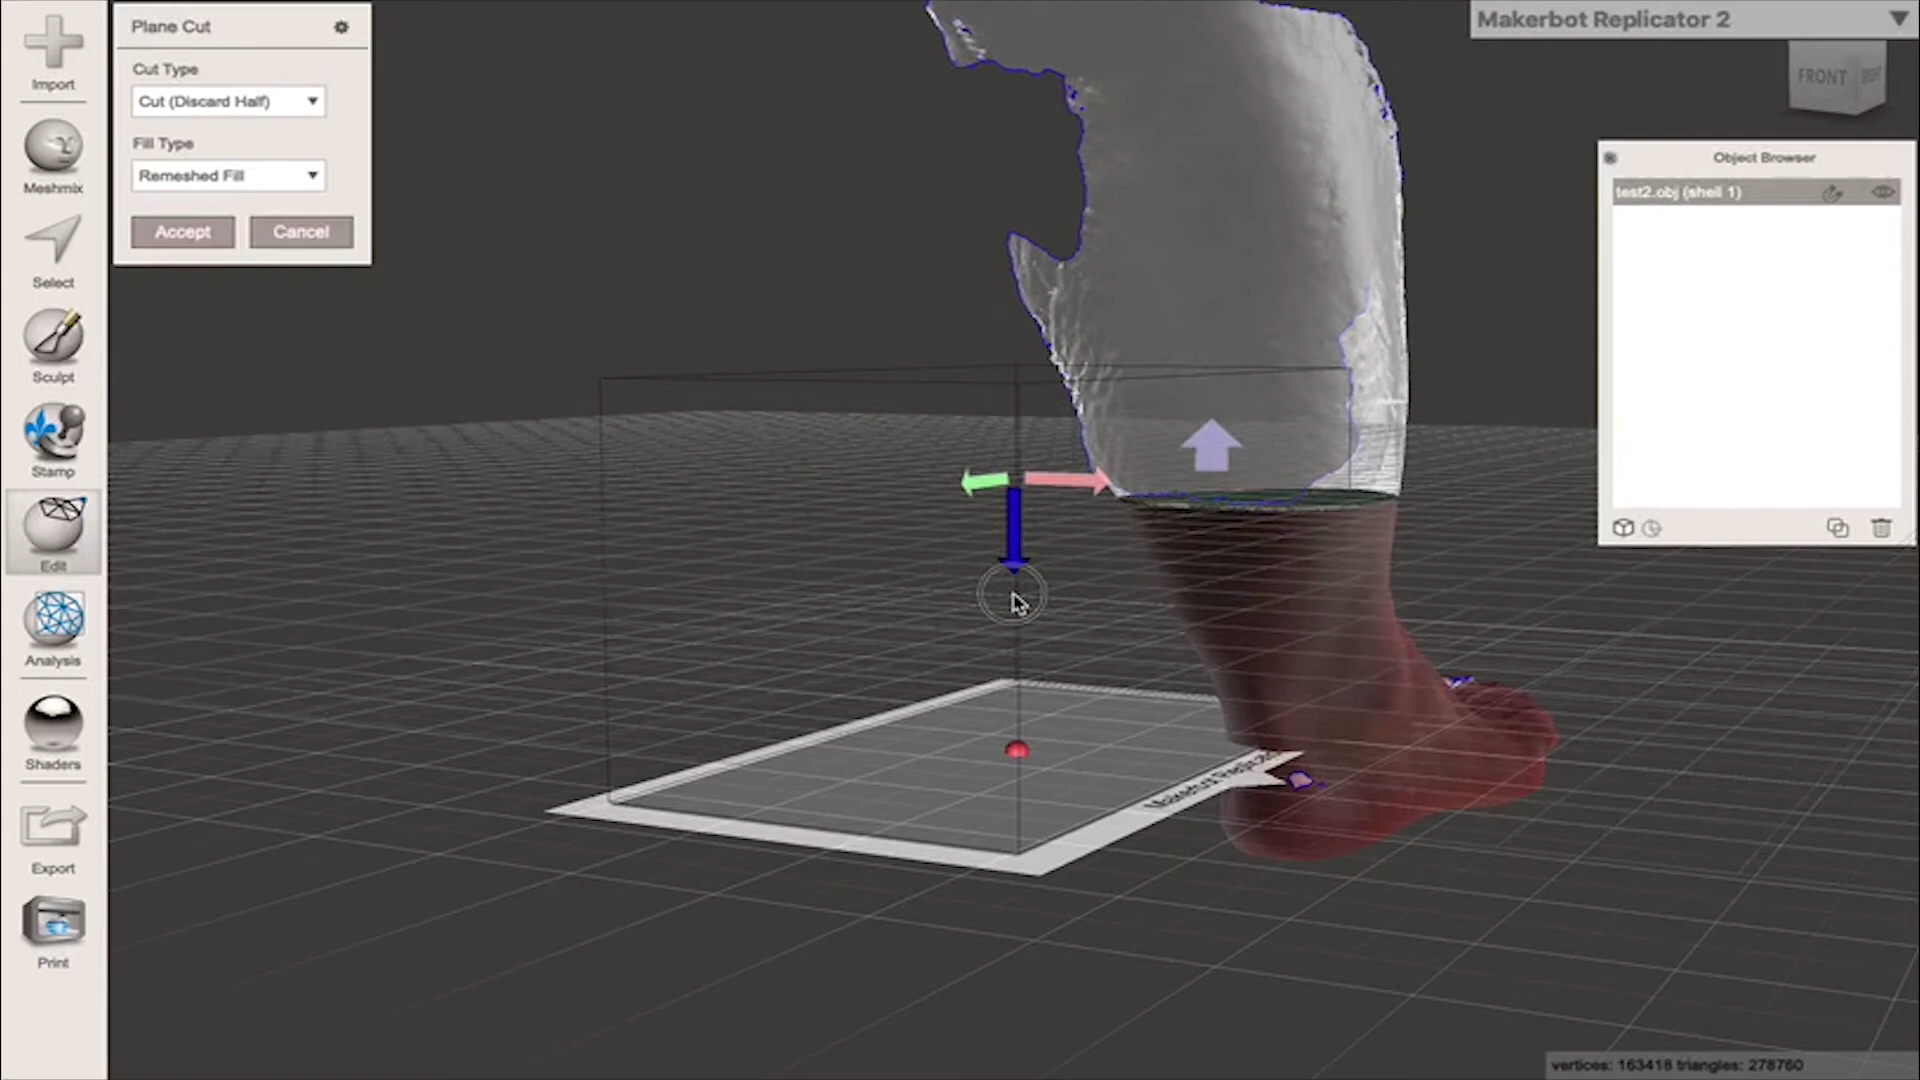 Import
Meshmix
Select
Sculpt
Stamp
Edit
Analysis
Shaders
Export
Print
Plane Cut
Cut Type
Cut (Discard Half)
Fill Type
Remeshed Fill
Accept
Cancel
Makerbot Replicator 2
FRONT
RIGHT
Object Browser
test2.obj (shell 1)
vertices: 163418 triangles: 278760